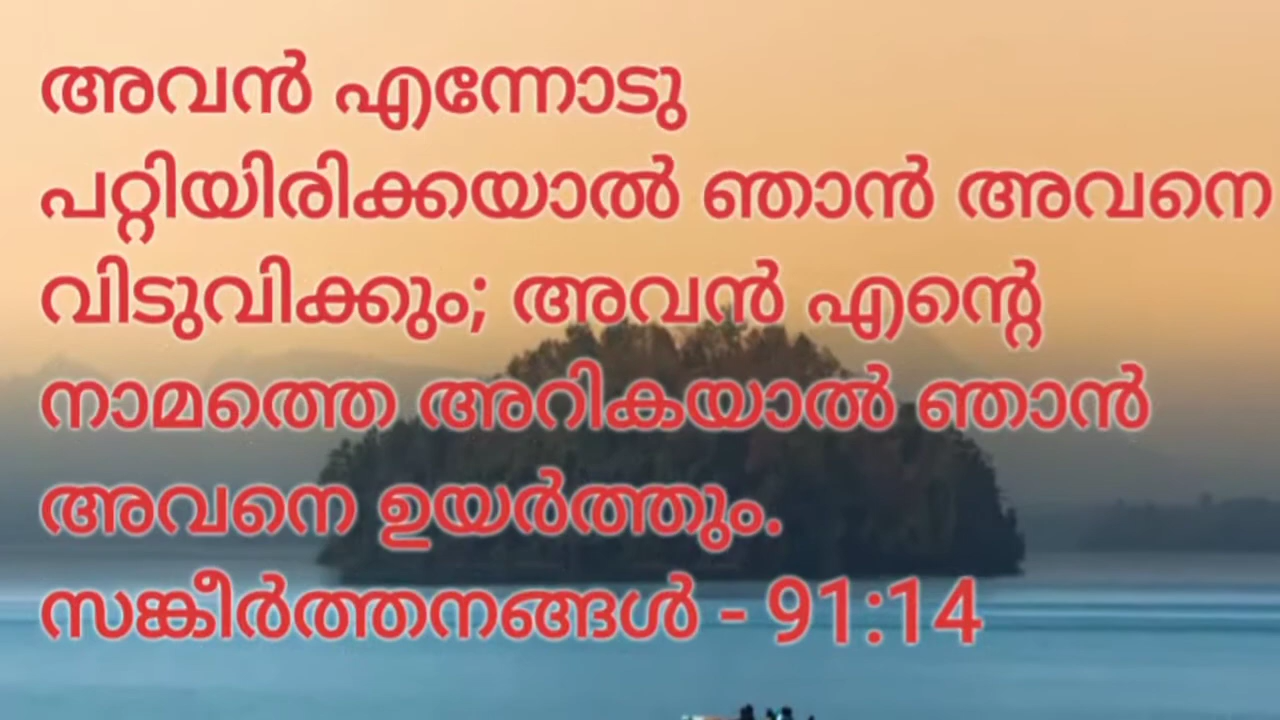 അവൻ എന്നോടു
പറ്റിയിരിക്കയാൽ ഞാൻ അവനെ
വിടുവിക്കും; അവൻ എന്റെ
നാമത്തെ അറികയാൽ ഞാൻ
അവനെ ഉയർത്തും.
സങ്കീർത്തനങ്ങൾ - 91:14